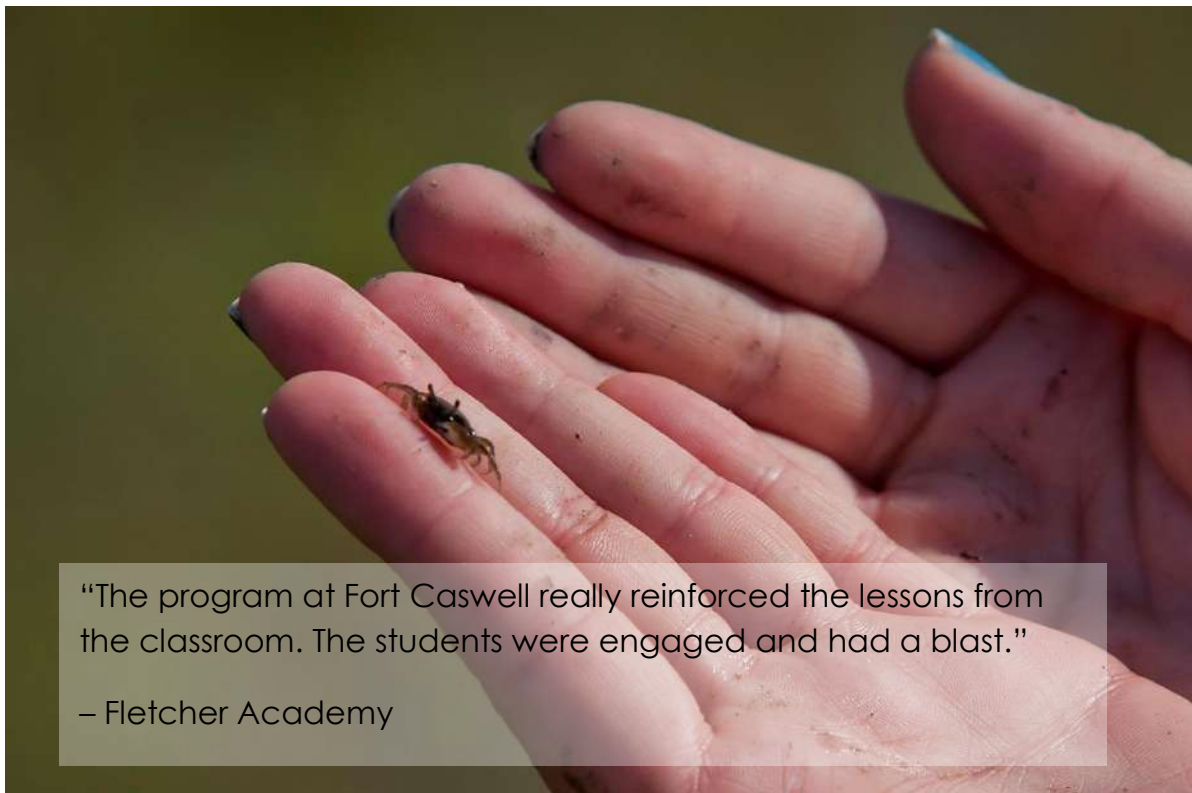 “The program at Fort Caswell really reinforced the lessons from
the classroom. The students were engaged and had a blast.”
– Fletcher Academy